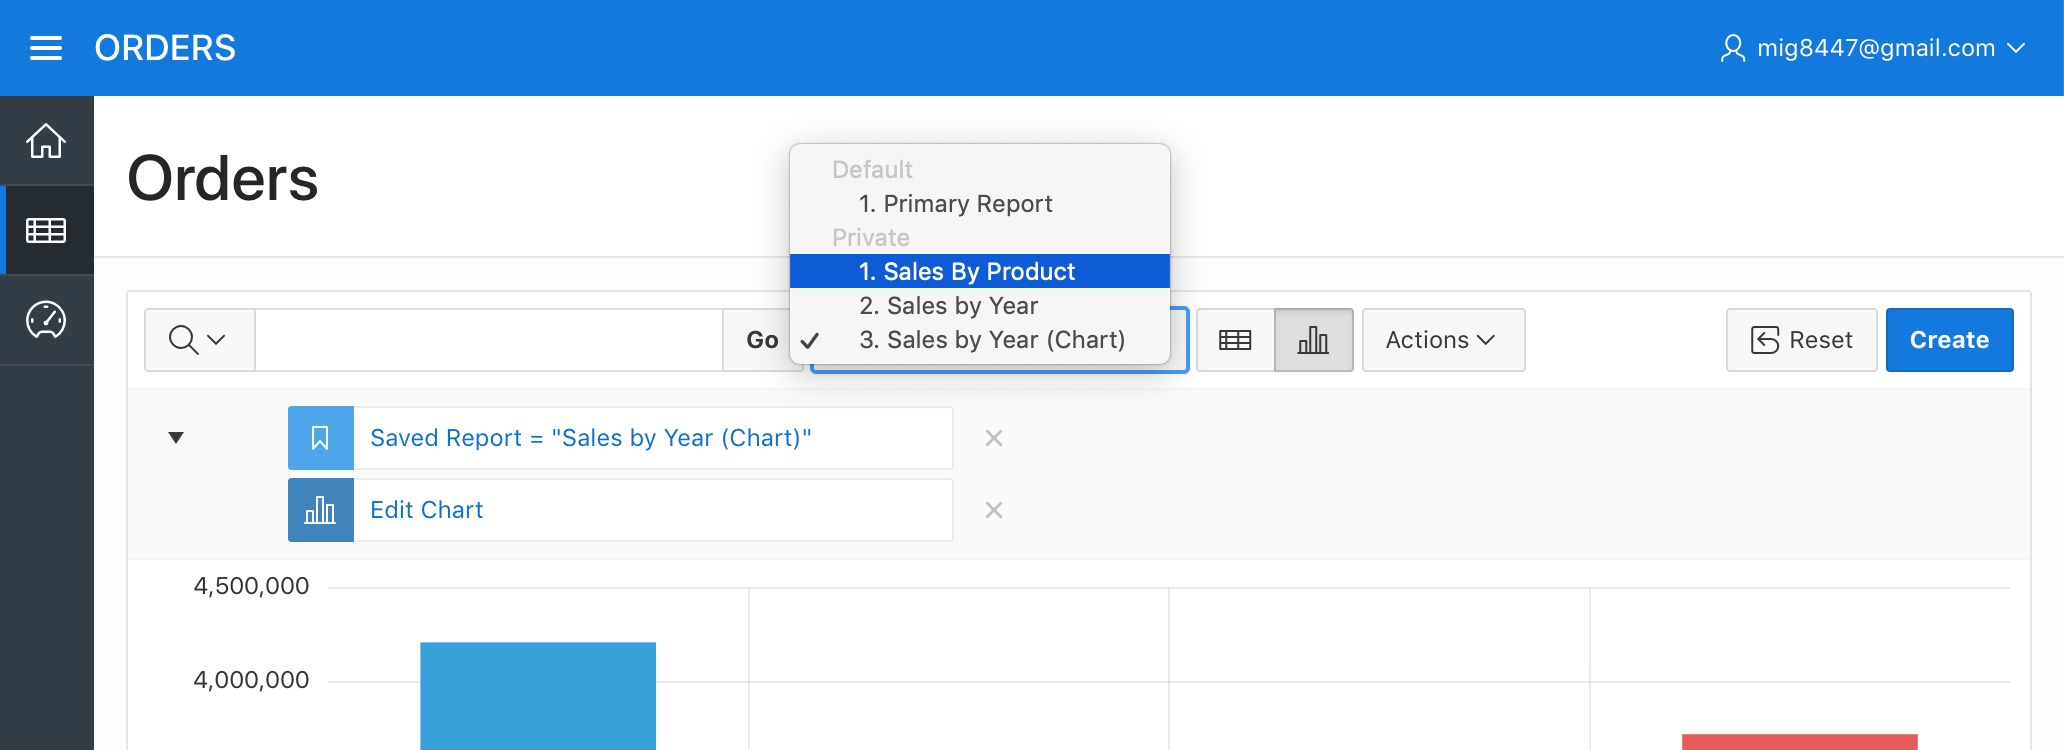 ORDERS
mig8447@gmail.com
Orders
Default
1. Primary Report
Private
1. Sales By Product
2. Sales by Year
3. Sales by Year (Chart)
Go
Actions
Reset
Create
Saved Report = "Sales by Year (Chart)"
Edit Chart
4,500,000
4,000,000